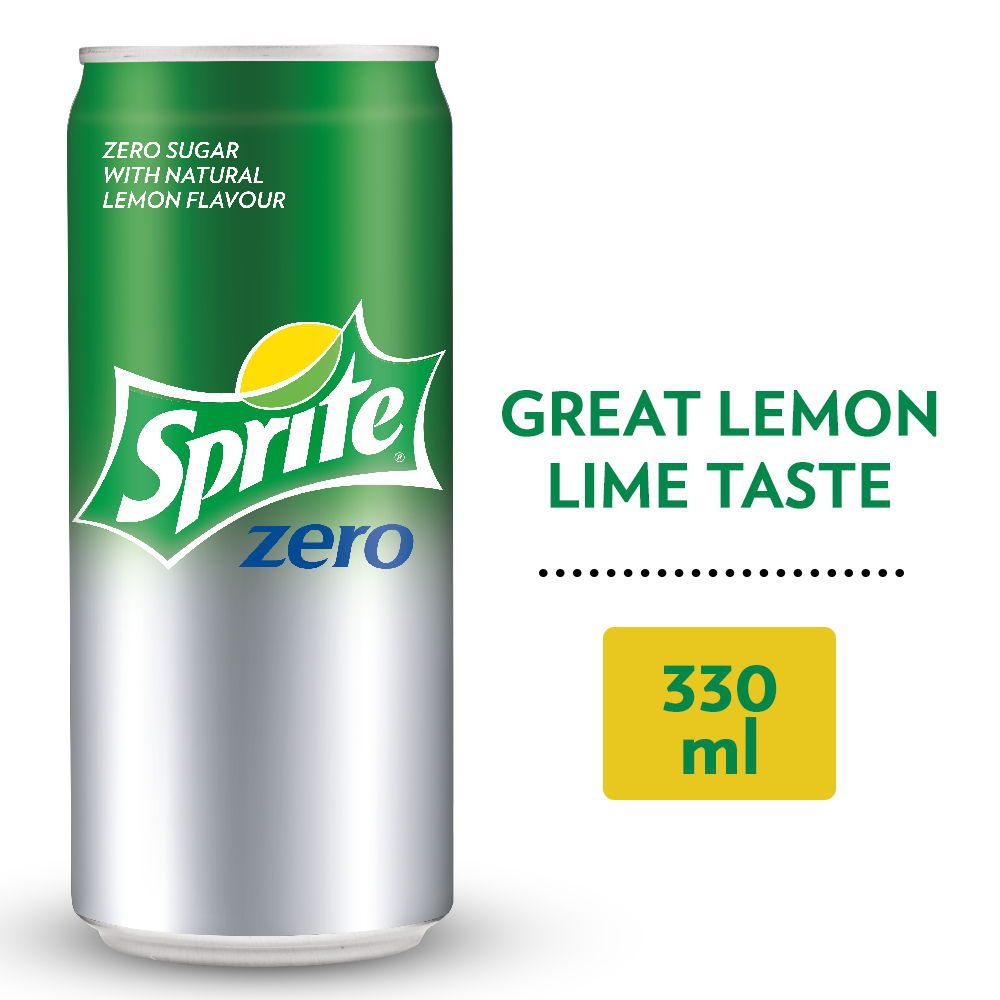 ZERO SUGAR
WITH NATURAL
LEMON FLAVOUR
Sprite®
zero
GREAT LEMON
LIME TASTE
330
ml